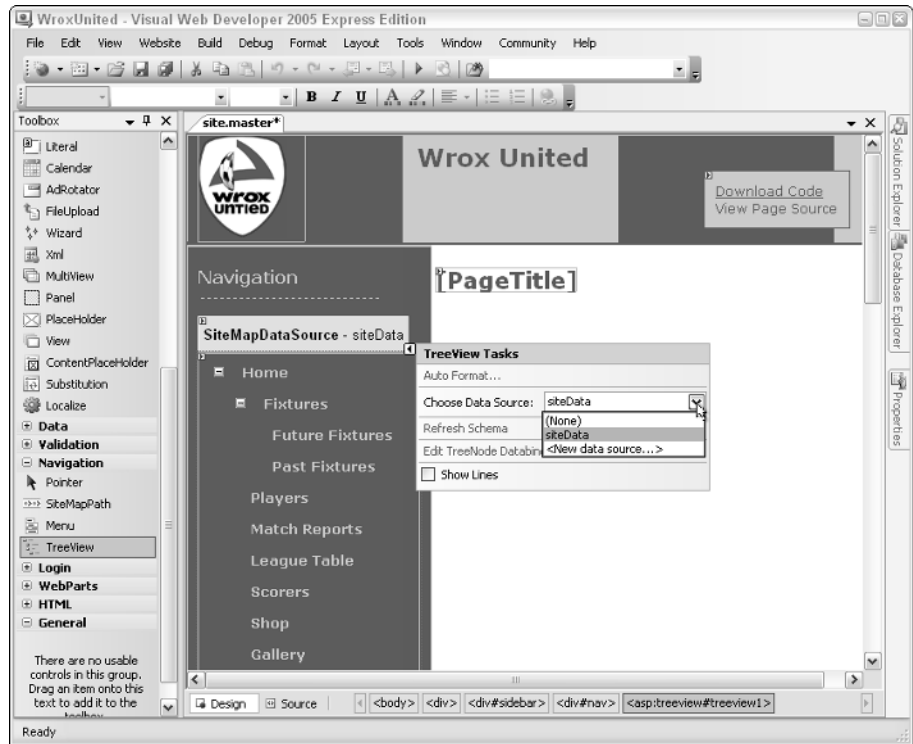 WroxUnited - Visual Web Developer 2005 Express Edition
File Edit View Website Build Debug Format Layout Tools Window Community Help
B I U A
Toolbox
site.master*
Literal
Calendar
AdRotator
FileUpload
Wizard
Xml
MultiView
Panel
PlaceHolder
View
ContentPlaceHolder
Substitution
Localize
Data
Validation
Navigation
Pointer
SiteMapPath
Menu
TreeView
Login
WebParts
HTML
General
There are no usable
controls in this group.
Drag an item onto this
text to add it to the
toolbox.
WROX
UNTIED
Wrox United
Download Code
View Page Source
Navigation
[PageTitle]
SiteMapDataSource - siteData
Home
Fixtures
Future Fixtures
Past Fixtures
Players
Match Reports
League Table
Scorers
Shop
Gallery
TreeView Tasks
Auto Format...
Choose Data Source: siteData
(None)
siteData
<New data source...>
Refresh Schema
Edit TreeNode Databin
Show Lines
Solution Explorer
Database Explorer
Properties
Design
Source
<body> <div> <div#sidebar> <div#nav> <asp:treeview#treeview1>
Ready